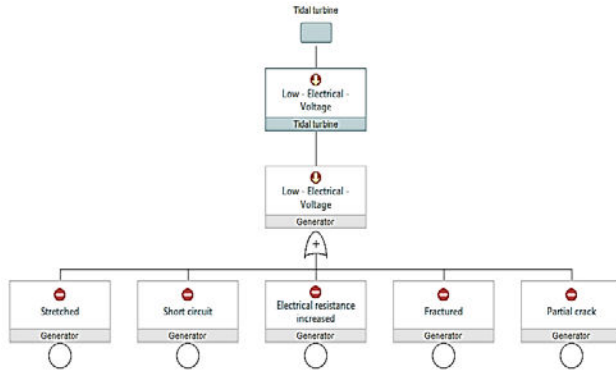 Tidal turbine
Low - Electrical -
Voltage
Tidal turbine
Low - Electrical -
Voltage
Generator
+
Stretched
Short circuit
Electrical resistance
increased
Fractured
Partial crack
Generator
Generator
Generator
Generator
Generator